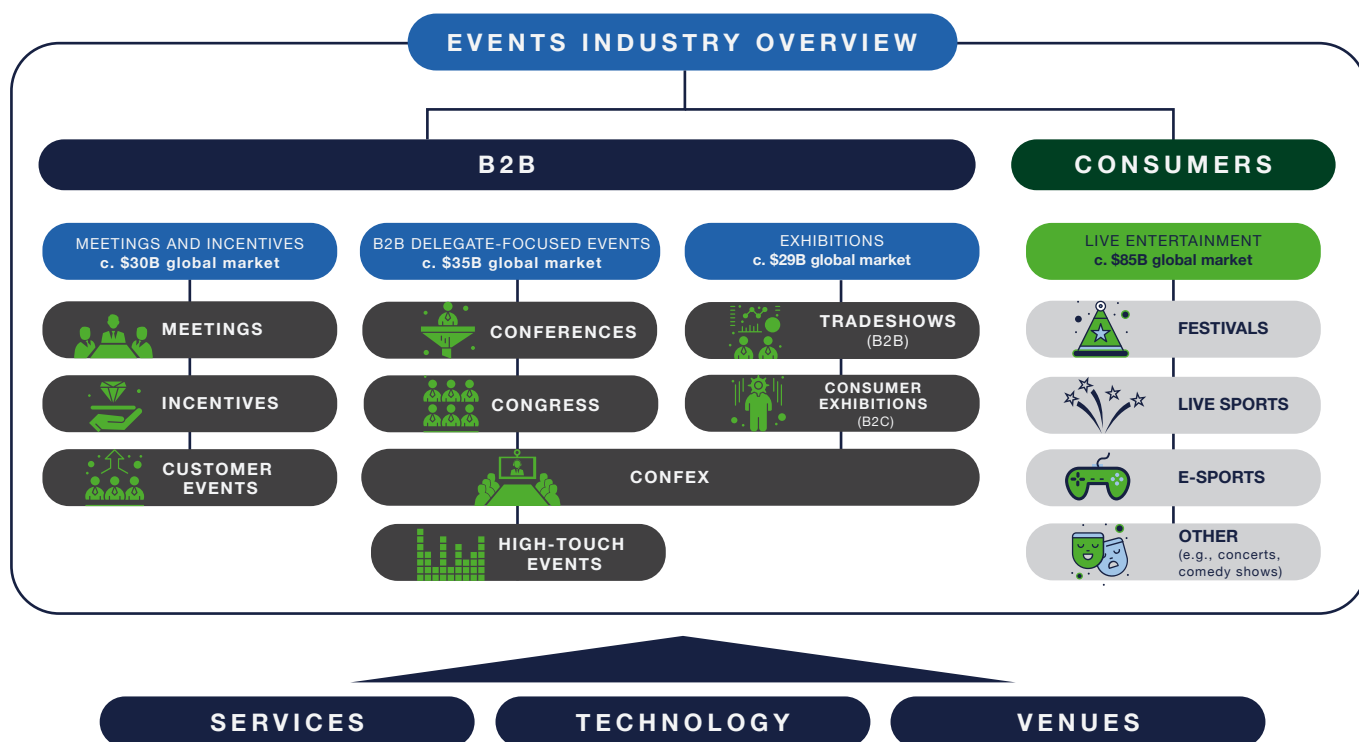 EVENTS INDUSTRY OVERVIEW
B2B
CONSUMERS
MEETINGS AND INCENTIVES
c. $30B global market
MEETINGS
INCENTIVES
CUSTOMER
EVENTS
B2B DELEGATE-FOCUSED EVENTS
c. $35B global market
CONFERENCES
CONGRESS
CONFEX
HIGH-TOUCH
EVENTS
EXHIBITIONS
c. $29B global market
TRADESHOWS
(B2B)
CONSUMER
EXHIBITIONS
(B2C)
LIVE ENTERTAINMENT
c. $85B global market
FESTIVALS
LIVE SPORTS
E-SPORTS
OTHER
(e.g., concerts,
comedy shows)
SERVICES
TECHNOLOGY
VENUES